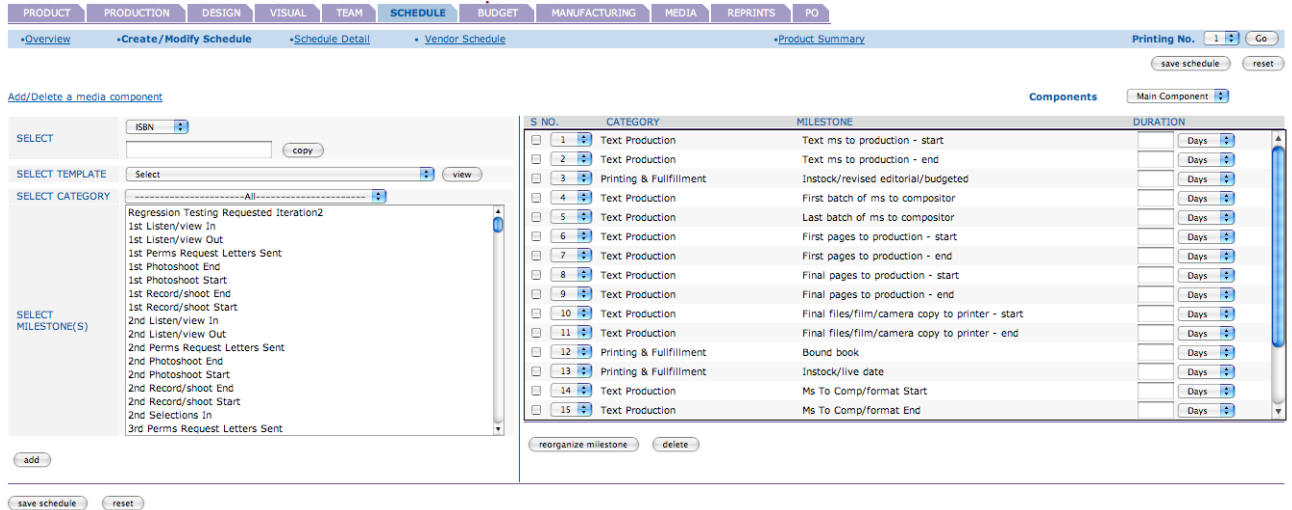 PRODUCT PRODUCTION DESIGN VISUAL TEAM SCHEDULE BUDGET MANUFACTURING MEDIA REPRINTS PO
•Overview •Create/Modify Schedule •Schedule Detail • Vendor Schedule •Product Summary Printing No. 1 Go
save schedule reset
Add/Delete a media component Components Main Component
SELECT ISBN
copy
SELECT TEMPLATE Select view
SELECT CATEGORY ----------------------All----------------------
SELECT MILESTONE(S)
Regression Testing Requested Iteration2
1st Listen/view In
1st Listen/view Out
1st Perms Request Letters Sent
1st Photoshoot End
1st Photoshoot Start
1st Record/shoot End
1st Record/shoot Start
2nd Listen/view In
2nd Listen/view Out
2nd Perms Request Letters Sent
2nd Photoshoot End
2nd Photoshoot Start
2nd Record/shoot End
2nd Record/shoot Start
2nd Selections In
3rd Perms Request Letters Sent
add
S NO. CATEGORY MILESTONE DURATION
1 Text Production Text ms to production - start Days
2 Text Production Text ms to production - end Days
3 Printing & Fullfillment Instock/revised editorial/budgeted Days
4 Text Production First batch of ms to compositor Days
5 Text Production Last batch of ms to compositor Days
6 Text Production First pages to production - start Days
7 Text Production First pages to production - end Days
8 Text Production Final pages to production - start Days
9 Text Production Final pages to production - end Days
10 Text Production Final files/film/camera copy to printer - start Days
11 Text Production Final files/film/camera copy to printer - end Days
12 Printing & Fullfillment Bound book Days
13 Printing & Fullfillment Instock/live date Days
14 Text Production Ms To Comp/format Start Days
15 Text Production Ms To Comp/format End Days
reorganize milestone delete
save schedule reset